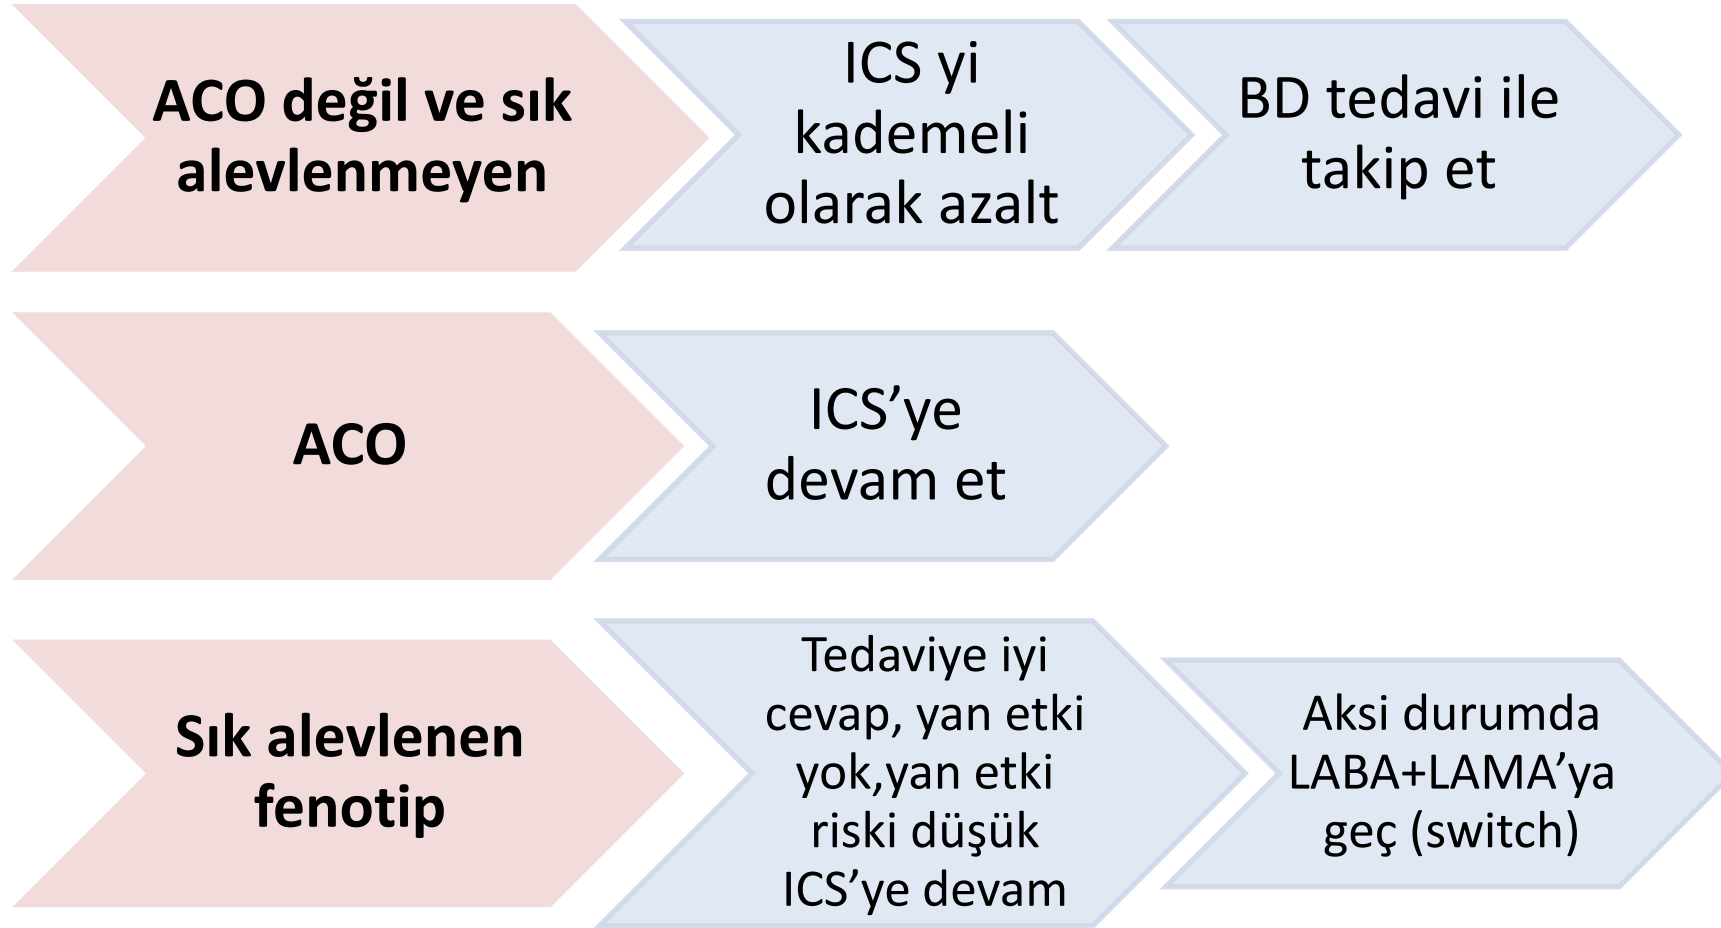 ACO değil ve sık
alevlenmeyen
ICS yi
kademeli
olarak azalt
BD tedavi ile
takip et
ACO
ICS’ye
devam et
Sık alevlenen
fenotip
Tedaviye iyi
cevap, yan etki
yok,yan etki
riski düşük
ICS’ye devam
Aksi durumda
LABA+LAMA’ya
geç (switch)